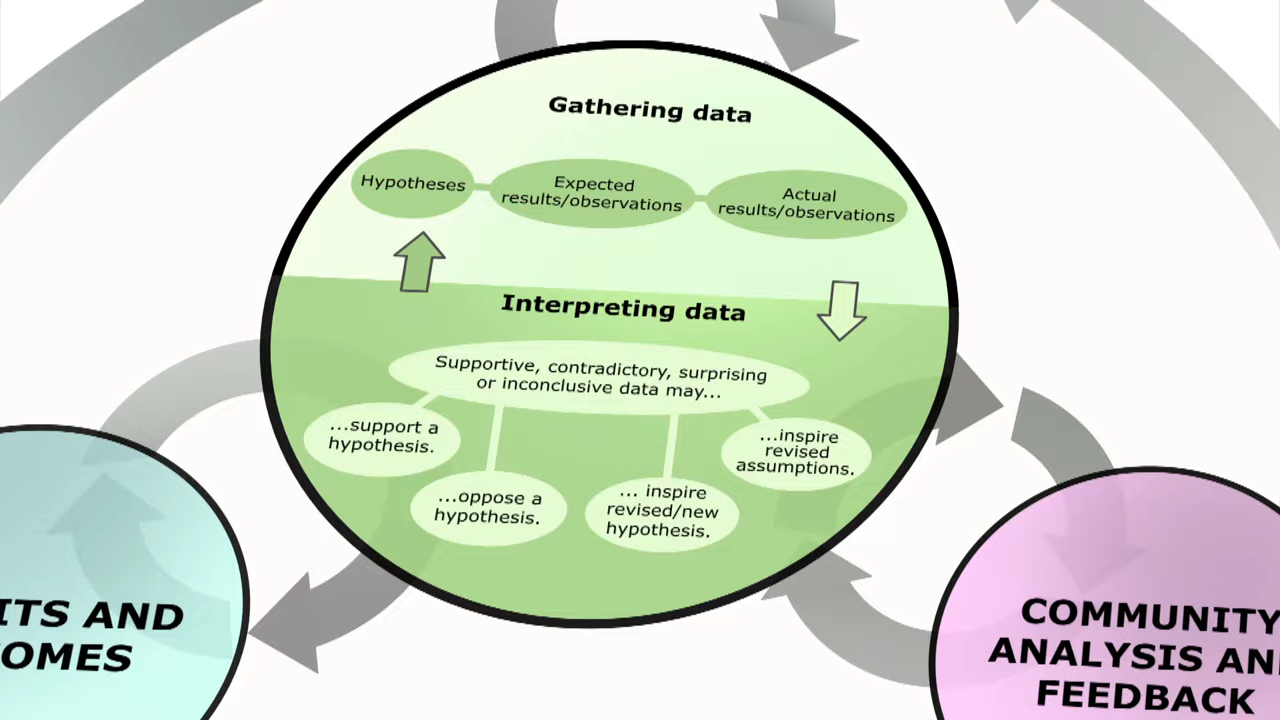 Gathering data
Hypotheses
Expected
results/observations
Actual
results/observations
Interpreting data
Supportive, contradictory, surprising
or inconclusive data may...
...support a
hypothesis.
...oppose a
hypothesis.
... inspire
revised/new
hypothesis.
...inspire
revised
assumptions.
ITS AND
OMES
COMMUNITY
ANALYSIS AN
FEEDBACK